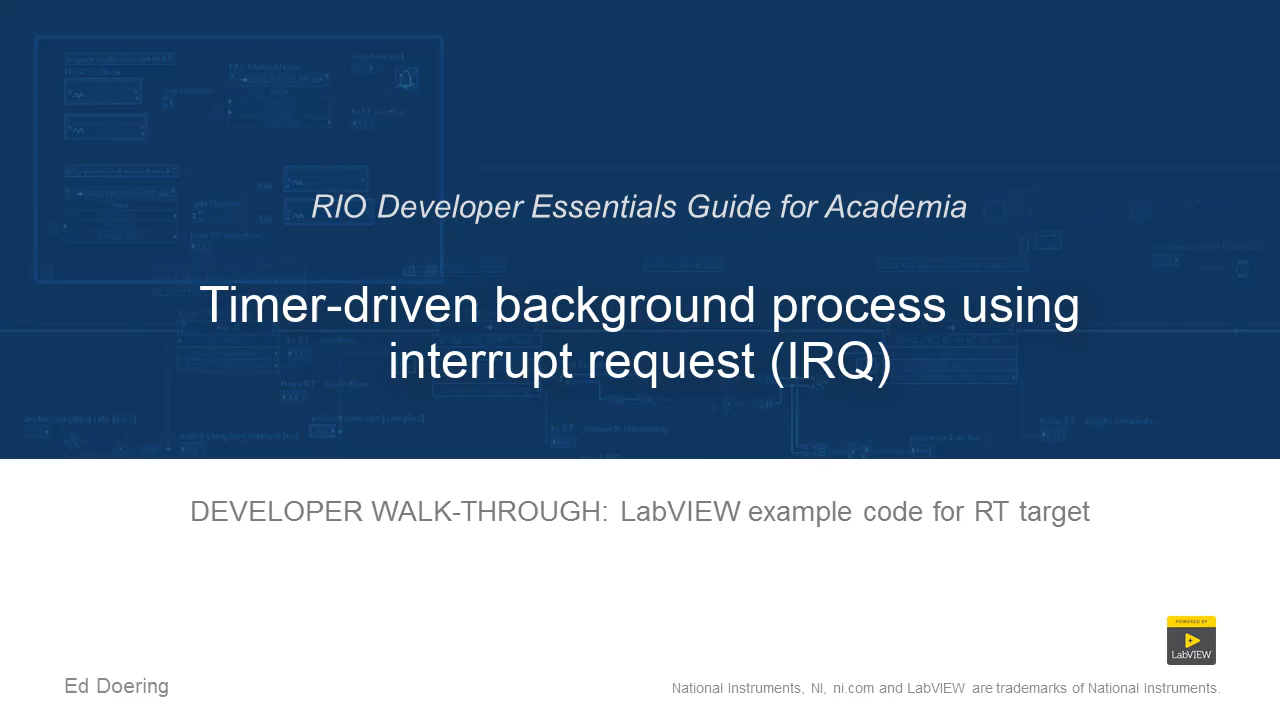 RIO Developer Essentials Guide for Academia
Timer-driven background process using
interrupt request (IRQ)
DEVELOPER WALK-THROUGH: LabVIEW example code for RT target
POWERED BY
LabVIEW
Ed Doering
National Instruments, NI, ni.com and LabVIEW are trademarks of National Instruments.